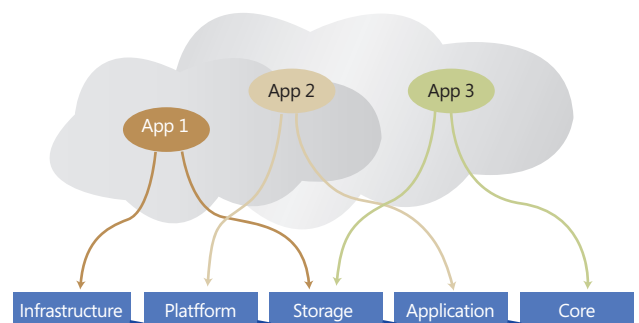 App 1
App 2
App 3
Infrastructure
Platfform
Storage
Application
Core